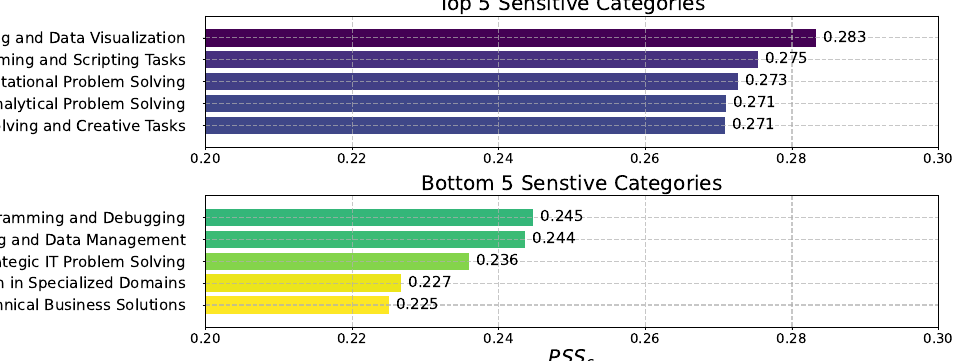 Top 5 Sensitive Categories
g and Data Visualization 0.283
ming and Scripting Tasks 0.275
tational Problem Solving 0.273
nalytical Problem Solving 0.271
lving and Creative Tasks 0.271
0.20 0.22 0.24 0.26 0.28 0.30
Bottom 5 Senstive Categories
ramming and Debugging 0.245
g and Data Management 0.244
ategic IT Problem Solving 0.236
n in Specialized Domains 0.227
hnical Business Solutions 0.225
0.20 0.22 0.24 0.26 0.28 0.30
PSS